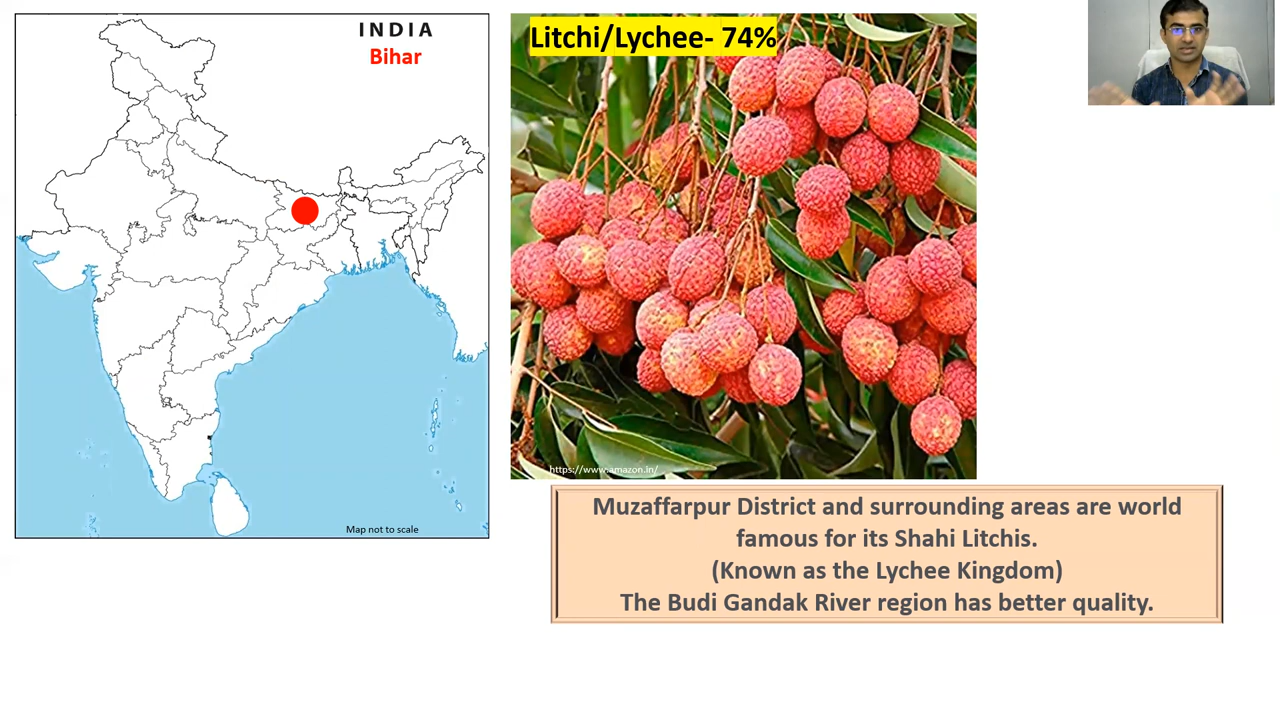 INDIA
Bihar
Map not to scale
Litchi/Lychee- 74%
https://www.amazon.in/
Muzaffarpur District and surrounding areas are world
famous for its Shahi Litchis.
(Known as the Lychee Kingdom)
The Budi Gandak River region has better quality.